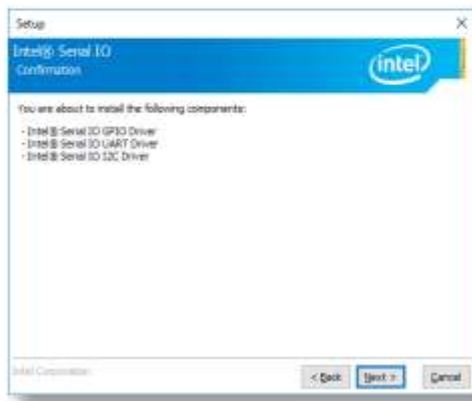 Setup
Intel® Serial IO
Confirmation
intel
You are about to install the following components:
- Intel® Serial IO GPIO Driver
- Intel® Serial IO UART Driver
- Intel® Serial IO I2C Driver
Intel Corporation
< Back
Next >
Cancel